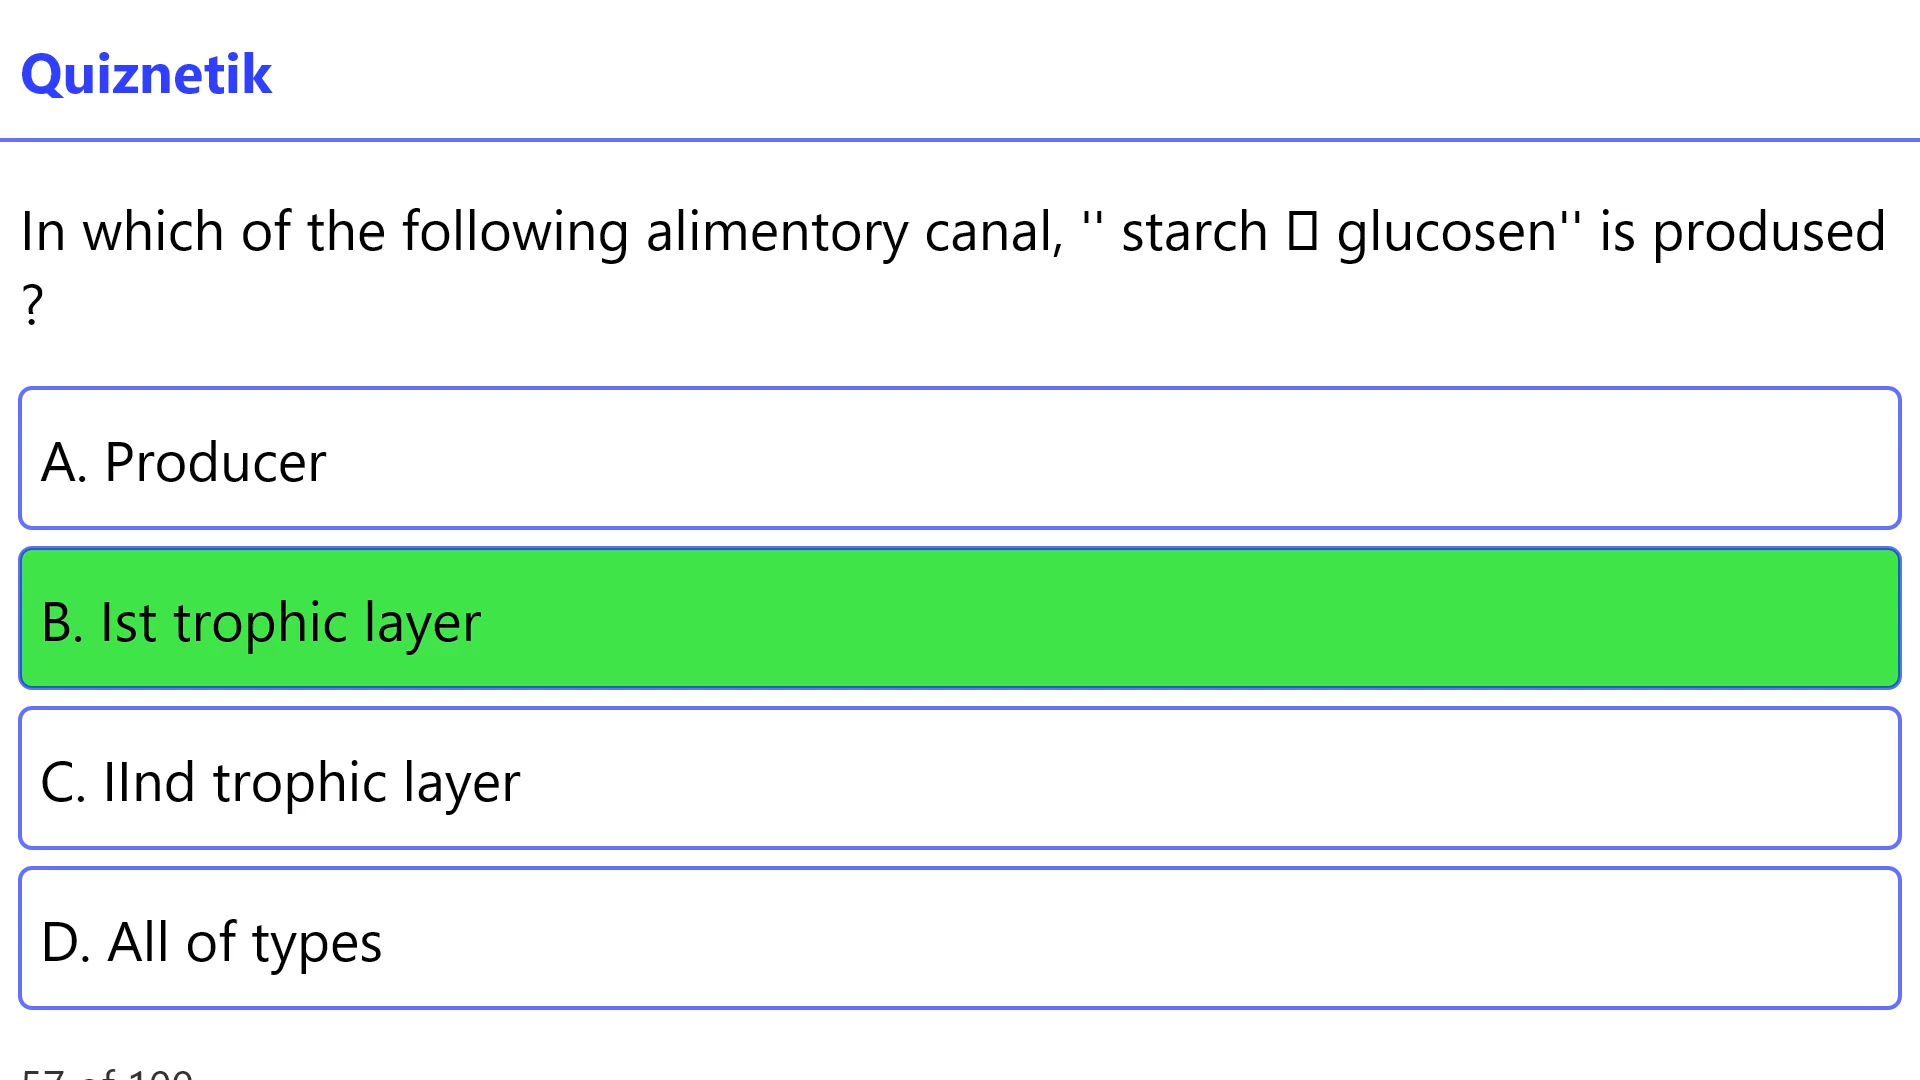 Quiznetik
In which of the following alimentory canal, '' starch  glucosen'' is prodused
?
A. Producer
B. Ist trophic layer
C. IInd trophic layer
D. All of types